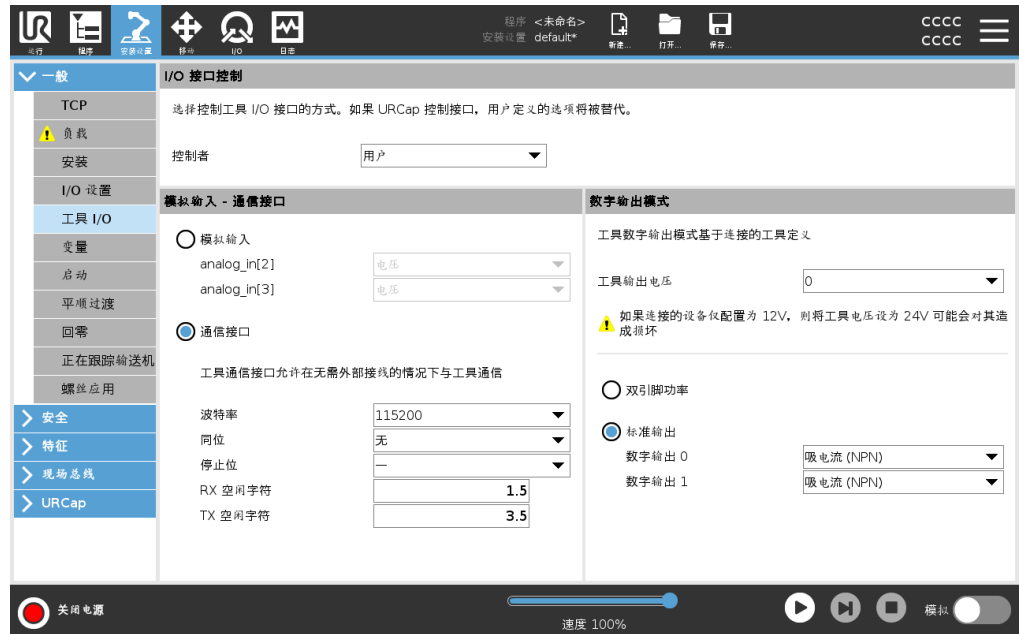 UR
程序 <未命名>
安装设置 default*
CCCC
CCCC
运行 程序 安装设置 移动 I/O 日志 新建... 打开... 保存...
一般
TCP
负载
安装
I/O 设置
工具 I/O
变量
启动
平顺过渡
回零
正在跟踪输送机
螺丝应用
安全
特征
现场总线
URCap
I/O 接口控制
选择控制工具 I/O 接口的方式。如果 URCap 控制接口，用户定义的选项将被替代。
控制者 用户
模拟输入 - 通信接口
模拟输入
analog_in[2] 电压
analog_in[3] 电压
通信接口
工具通信接口允许在无需外部接线的情况下与工具通信
波特率 115200
同位 无
停止位 一
RX 空闲字符 1.5
TX 空闲字符 3.5
数字输出模式
工具数字输出模式基于连接的工具定义
工具输出电压 0
如果连接的设备仅配置为 12V，则将工具电压设为 24V 可能会对其造
成损坏
双引脚功率
标准输出
数字输出 0 吸电流 (NPN)
数字输出 1 吸电流 (NPN)
关闭电源
速度 100%
模拟